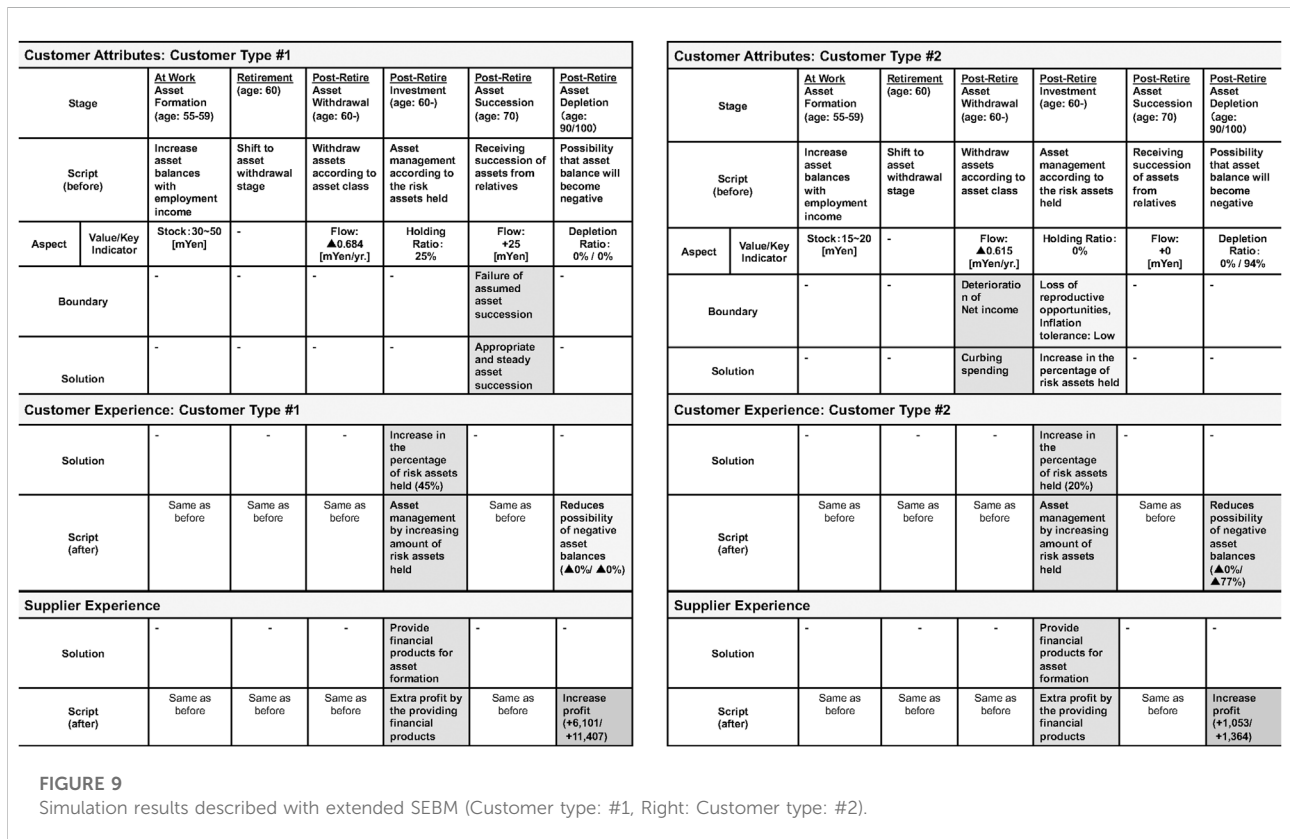 Customer Attributes: Customer Type #1
Stage
At Work
Asset
Formation
(age: 55-59)
Retirement
(age: 60)
Post-Retire
Asset
Withdrawal
(age: 60-)
Post-Retire
Investment
(age: 60-)
Post-Retire
Asset
Succession
(age: 70)
Post-Retire
Asset
Depletion
(age:
90/100)
Script
(before)
Increase
asset
balances
with
employment
income
Shift to
asset
withdrawal
stage
Withdraw
assets
according to
asset class
Asset
management
according to
the risk
assets held
Receiving
succession of
assets from
relatives
Possibility
that asset
balance will
become
negative
Aspect
Value/Key
Indicator
Stock:30~50
[mYen]
-
Flow:
▲0.684
[mYen/yr.]
Holding
Ratio:
25%
Flow:
+25
[mYen]
Depletion
Ratio:
0% / 0%
Boundary
-
-
-
-
Failure of
assumed
asset
succession
-
Solution
-
-
-
-
Appropriate
and steady
asset
succession
-
Customer Experience: Customer Type #1
Solution
-
-
-
Increase in
the
percentage
of risk assets
held (45%)
-
-
Script
(after)
Same as
before
Same as
before
Same as
before
Asset
management
by increasing
amount of
risk assets
held
Same as
before
Reduces
possibility
of negative
asset
balances
(▲0%/ ▲0%)
Supplier Experience
Solution
-
-
-
Provide
financial
products for
asset
formation
-
-
Script
(after)
Same as
before
Same as
before
Same as
before
Extra profit by
the providing
financial
products
Same as
before
Increase
profit
(+6,101/
+11,407)
Customer Attributes: Customer Type #2
Stage
At Work
Asset
Formation
(age: 55-59)
Retirement
(age: 60)
Post-Retire
Asset
Withdrawal
(age: 60-)
Post-Retire
Investment
(age: 60-)
Post-Retire
Asset
Succession
(age: 70)
Post-Retire
Asset
Depletion
(age:
90/100)
Script
(before)
Increase
asset
balances
with
employment
income
Shift to
asset
withdrawal
stage
Withdraw
assets
according to
asset class
Asset
management
according to
the risk assets
held
Receiving
succession
of assets
from
relatives
Possibility
that asset
balance will
become
negative
Aspect
Value/Key
Indicator
Stock:15~20
[mYen]
-
Flow:
▲0.615
[mYen/yr.]
Holding Ratio:
0%
Flow:
+0
[mYen]
Depletion
Ratio:
0% / 94%
Boundary
-
-
Deterioratio
n of
Net income
Loss of
reproductive
opportunities,
Inflation
tolerance: Low
-
-
Solution
-
-
Curbing
spending
Increase in the
percentage of
risk assets held
-
-
Customer Experience: Customer Type #2
Solution
-
-
-
Increase in
the
percentage
of risk assets
held (20%)
-
-
Script
(after)
Same as
before
Same as
before
Same as
before
Asset
management
by increasing
amount of
risk assets
held
Same as
before
Reduces
possibility
of negative
asset
balances
(▲0%/
▲77%)
Supplier Experience
Solution
-
-
-
Provide
financial
products for
asset
formation
-
-
Script
(after)
Same as
before
Same as
before
Same as
before
Extra profit by
the providing
financial
products
Same as
before
Increase
profit
(+1,053/
+1,364)
FIGURE 9
Simulation results described with extended SEBM (Customer type: #1, Right: Customer type: #2).